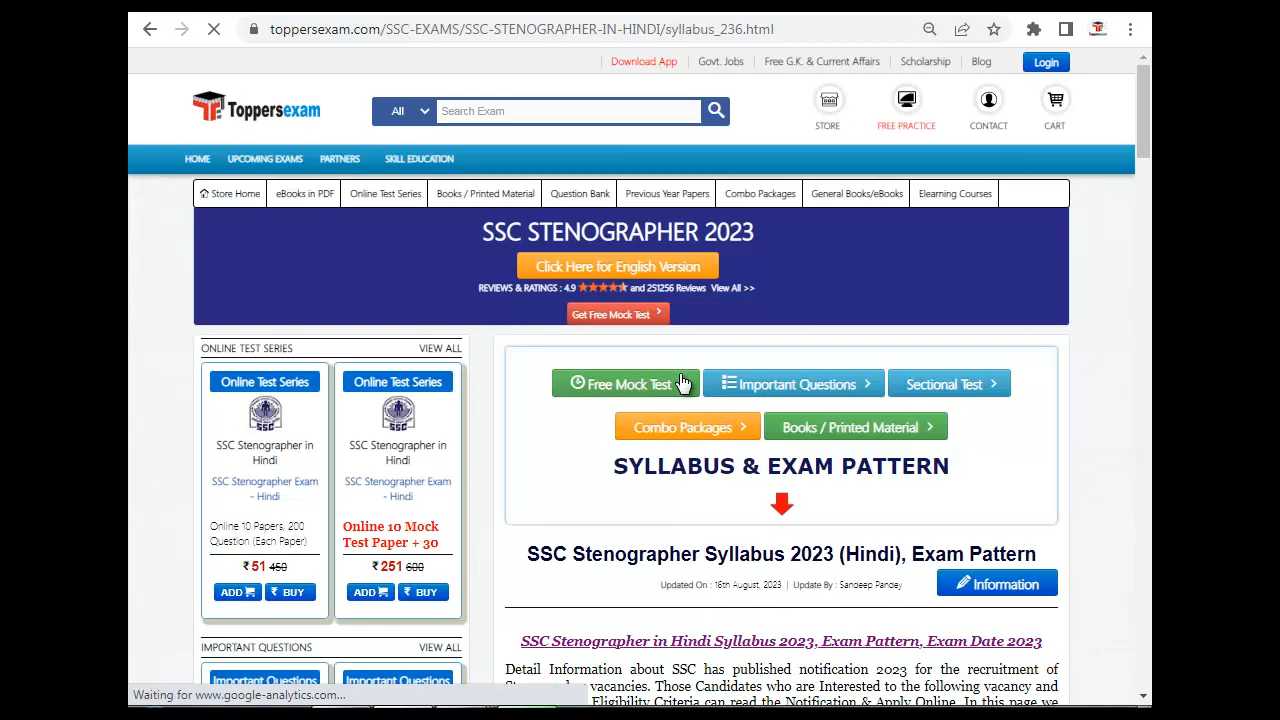 toppersexam.com/SSC-EXAMS/SSC-STENOGRAPHER-IN-HINDI/syllabus_236.html
Download App Govt. Jobs Free G.K. & Current Affairs Scholarship Blog Login
Toppersexam
All Search Exam
STORE FREE PRACTICE CONTACT CART
HOME UPCOMING EXAMS PARTNERS SKILL EDUCATION
Store Home eBooks in PDF Online Test Series Books / Printed Material Question Bank Previous Year Papers Combo Packages General Books/eBooks Elearning Courses
SSC STENOGRAPHER 2023
Click Here for English Version
REVIEWS & RATINGS : 4.9 and 251256 Reviews View All >>
Get Free Mock Test
ONLINE TEST SERIES VIEW ALL
Online Test Series
SSC Stenographer in
Hindi
SSC Stenographer Exam
- Hindi
Online 10 Papers, 200
Question (Each Paper)
₹ 51 450
ADD ₹ BUY
Online Test Series
SSC Stenographer in
Hindi
SSC Stenographer Exam
- Hindi
Online 10 Mock
Test Paper + 30
₹ 251 600
ADD ₹ BUY
IMPORTANT QUESTIONS VIEW ALL
Important Questions Important Questions
Free Mock Test Important Questions Sectional Test
Combo Packages Books / Printed Material
SYLLABUS & EXAM PATTERN
SSC Stenographer Syllabus 2023 (Hindi), Exam Pattern
Updated On : 16th August, 2023 | Update By : Sandeep Pandey
Information
SSC Stenographer in Hindi Syllabus 2023, Exam Pattern, Exam Date 2023
Detail Information about SSC has published notification 2023 for the recruitment of
vacancies. Those Candidates who are Interested to the following vacancy and
Eligibility Criteria can read the Notification & Apply Online. In this page we
Waiting for www.google-analytics.com...